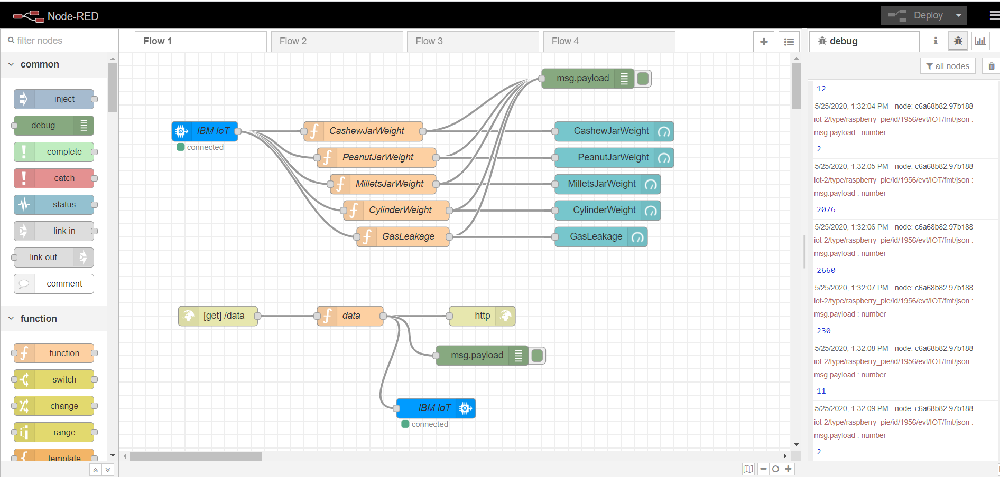 Node-RED
Deploy
filter nodes
Flow 1
Flow 2
Flow 3
Flow 4
debug
i
all nodes
common
inject
debug
complete
catch
status
link in
link out
comment
function
function
switch
change
range
template
msg.payload
IBM IoT
connected
CashewJarWeight
CashewJarWeight
PeanutJarWeight
PeanutJarWeight
MilletsJarWeight
MilletsJarWeight
CylinderWeight
CylinderWeight
GasLeakage
GasLeakage
[get] /data
data
http
msg.payload
IBM IoT
connected
12
5/25/2020, 1:32:04 PM node: c6a68b82.97b188
iot-2/type/raspberry_pie/id/1956/evt/IOT/fmt/json :
msg.payload : number
2
5/25/2020, 1:32:05 PM node: c6a68b82.97b188
iot-2/type/raspberry_pie/id/1956/evt/IOT/fmt/json :
msg.payload : number
2076
5/25/2020, 1:32:06 PM node: c6a68b82.97b188
iot-2/type/raspberry_pie/id/1956/evt/IOT/fmt/json :
msg.payload : number
2660
5/25/2020, 1:32:07 PM node: c6a68b82.97b188
iot-2/type/raspberry_pie/id/1956/evt/IOT/fmt/json :
msg.payload : number
230
5/25/2020, 1:32:08 PM node: c6a68b82.97b188
iot-2/type/raspberry_pie/id/1956/evt/IOT/fmt/json :
msg.payload : number
11
5/25/2020, 1:32:09 PM node: c6a68b82.97b188
iot-2/type/raspberry_pie/id/1956/evt/IOT/fmt/json :
msg.payload : number
2